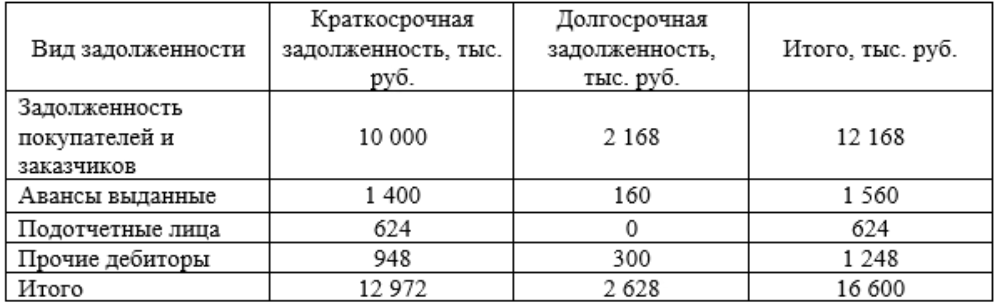 Вид задолженности
Краткосрочная
задолженность, тыс.
руб.
Долгосрочная
задолженность,
тыс. руб.
Итого, тыс. руб.
Задолженность
покупателей и
заказчиков
10 000
2 168
12 168
Авансы выданные
1 400
160
1 560
Подотчетные лица
624
0
624
Прочие дебиторы
948
300
1 248
Итого
12 972
2 628
16 600